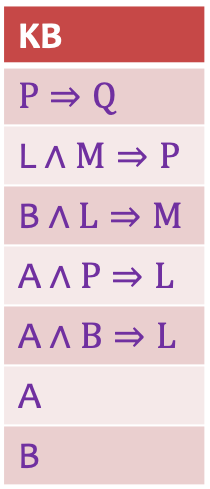 KB
P ⇒ Q
L ∧ M ⇒ P
B ∧ L ⇒ M
A ∧ P ⇒ L
A ∧ B ⇒ L
A
B